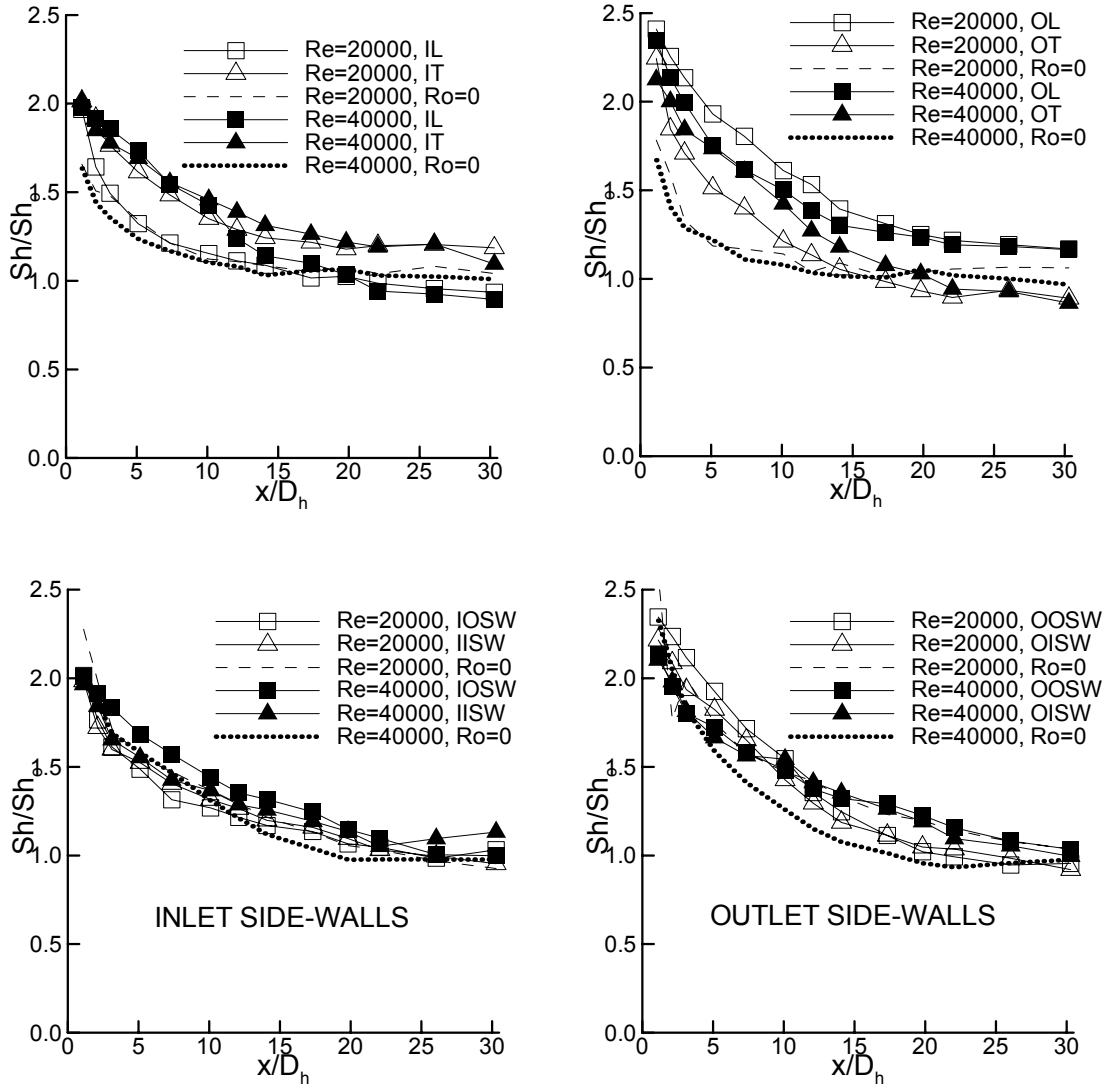 2.5
2.0
1.5
1.0
0.5
0.0
Sh/Sh
0 5 10 15 20 25 30
x/D h
Re=20000, IL
Re=20000, IT
Re=20000, Ro=0
Re=40000, IL
Re=40000, IT
Re=40000, Ro=0
2.5
2.0
1.5
1.0
0.5
0.0
Sh/Sh
0 5 10 15 20 25 30
x/D h
Re=20000, OL
Re=20000, OT
Re=20000, Ro=0
Re=40000, OL
Re=40000, OT
Re=40000, Ro=0
2.5
2.0
1.5
1.0
0.5
0.0
Sh/Sh
0 5 10 15 20 25 30
x/D h
Re=20000, IOSW
Re=20000, IISW
Re=20000, Ro=0
Re=40000, IOSW
Re=40000, IISW
Re=40000, Ro=0
INLET SIDE-WALLS
2.5
2.0
1.5
1.0
0.5
0.0
Sh/Sh
0 5 10 15 20 25 30
x/D h
Re=20000, OOSW
Re=20000, OISW
Re=20000, Ro=0
Re=40000, OOSW
Re=40000, OISW
Re=40000, Ro=0
OUTLET SIDE-WALLS